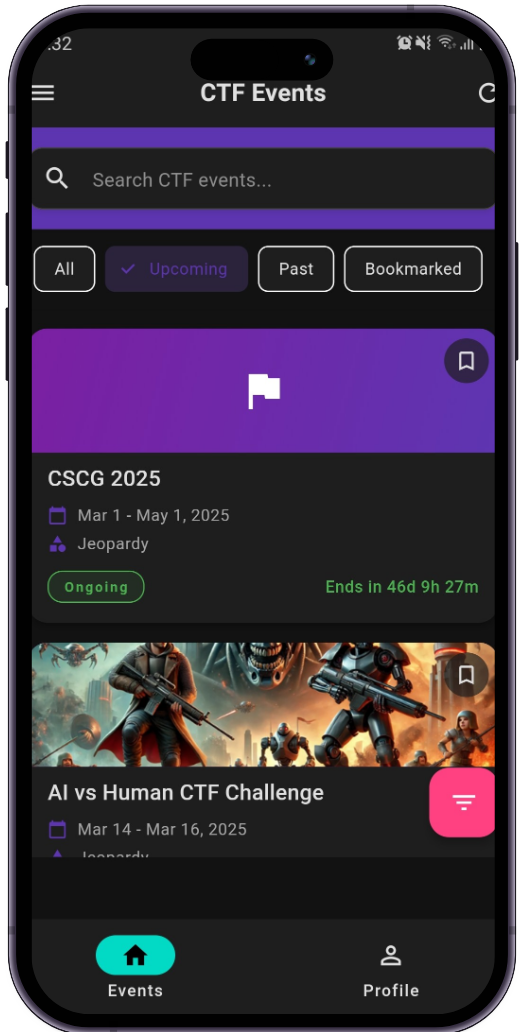 :32
CTF Events
Search CTF events...
All
Upcoming
Past
Bookmarked
CSCG 2025
Mar 1 - May 1, 2025
Jeopardy
Ongoing
Ends in 46d 9h 27m
AI vs Human CTF Challenge
Mar 14 - Mar 16, 2025
Jeopardy
Events
Profile